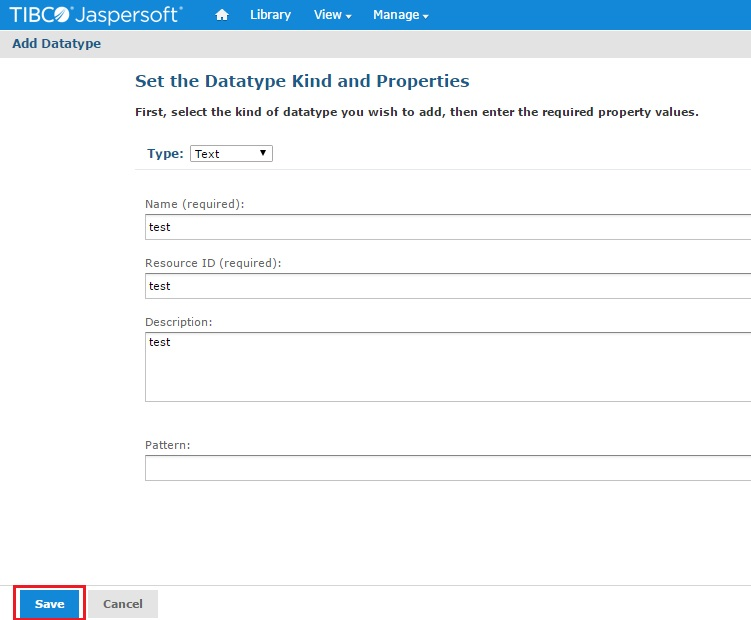 TIBCO Jaspersoft® Library View Manage
Add Datatype
Set the Datatype Kind and Properties
First, select the kind of datatype you wish to add, then enter the required property values.
Type: Text
Name (required):
test
Resource ID (required):
test
Description:
test
Pattern:
Save Cancel